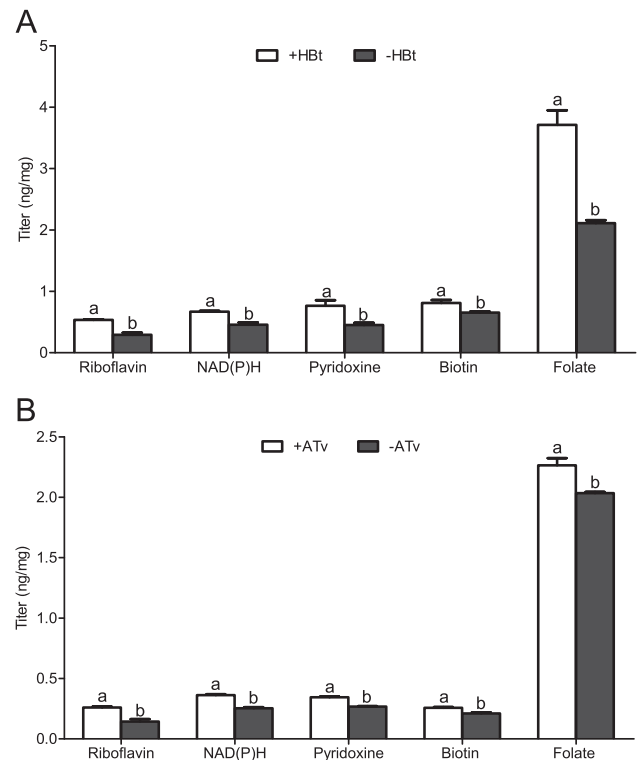 A
+HBt -HBt
Titer (ng/mg)
5
4
3
2
1
0
a b a b a b a b a b
Riboflavin NAD(P)H Pyridoxine Biotin Folate
B
+ATv -ATv
Titer (ng/mg)
2.5
2.0
1.5
1.0
0.5
0.0
a b a b a b a b a b
Riboflavin NAD(P)H Pyridoxine Biotin Folate